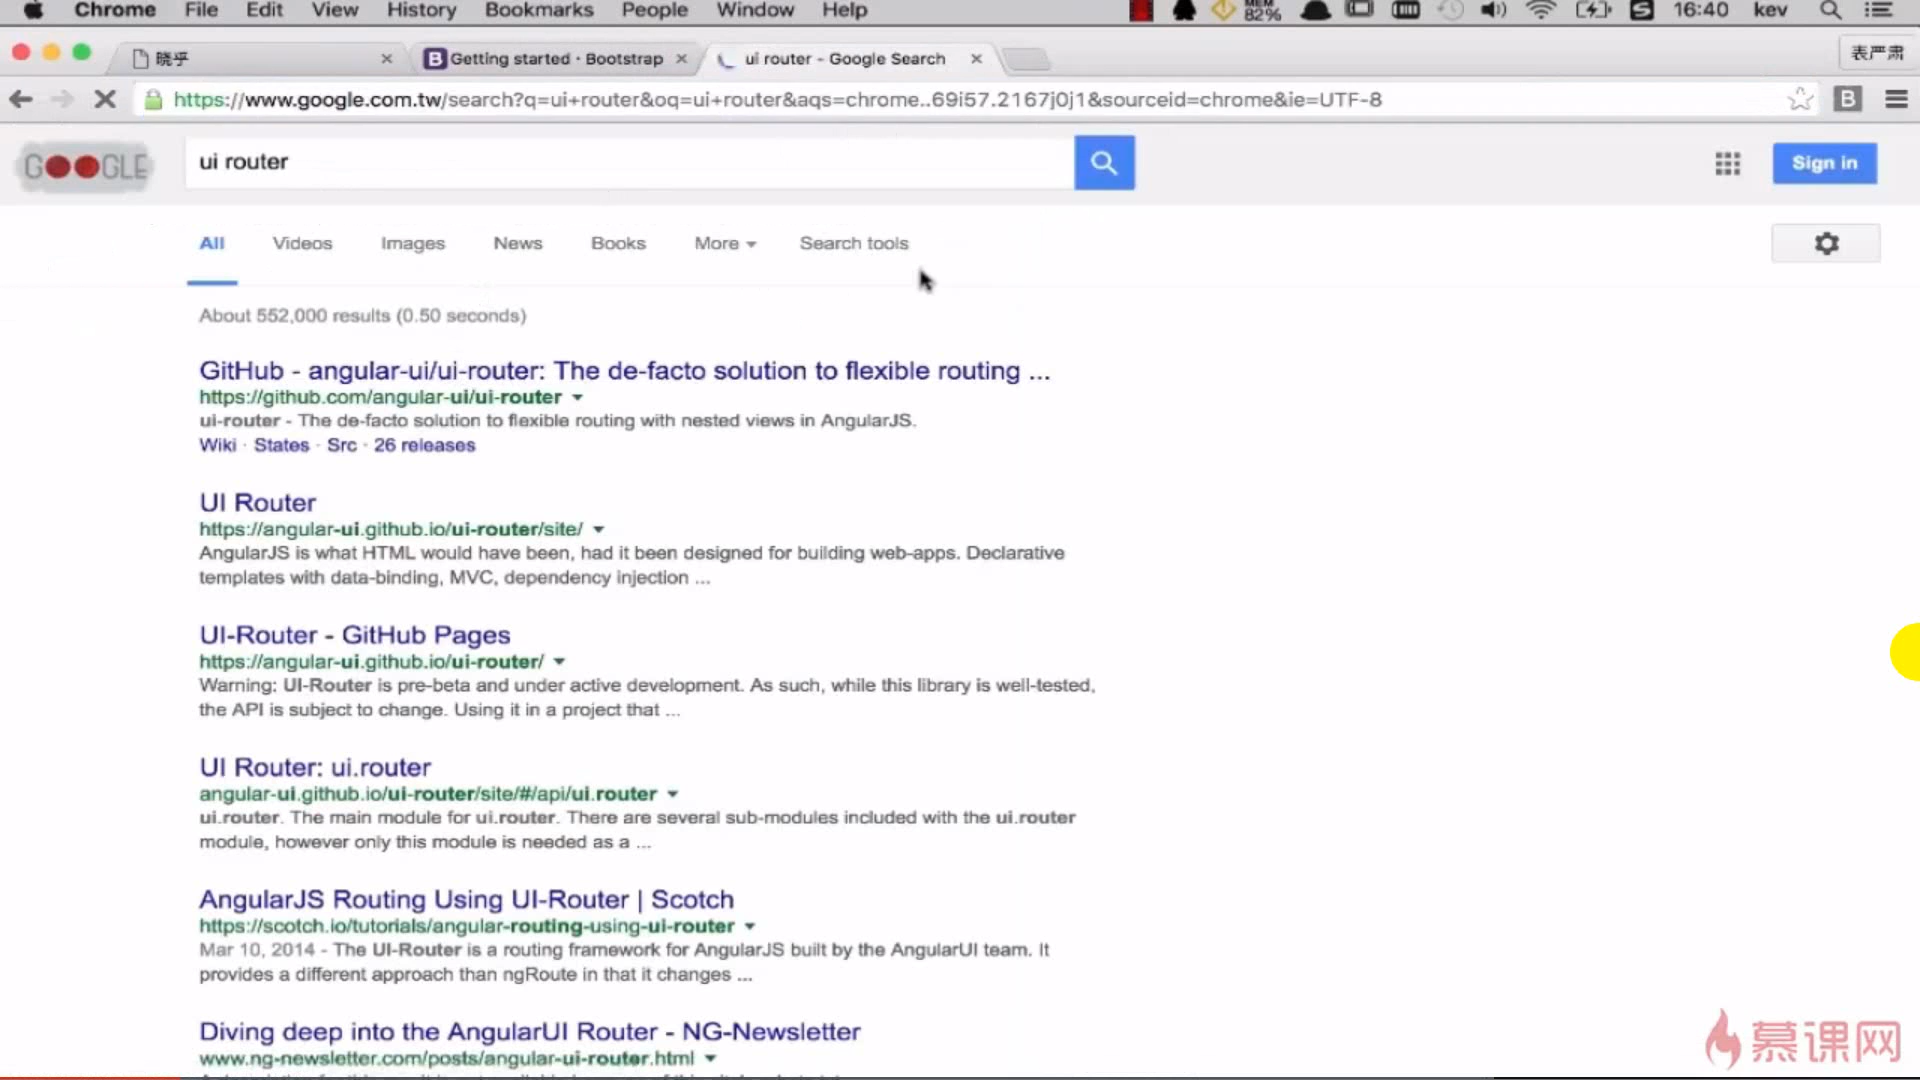 Chrome File Edit View History Bookmarks People Window Help MEM 82% 16:40 kev
晓乎 Getting started · Bootstrap ui router - Google Search 表严肃
https://www.google.com.tw/search?q=ui+router&oq=ui+router&aqs=chrome..69i57.2167j0j1&sourceid=chrome&ie=UTF-8
GOOGLE ui router Sign in
All Videos Images News Books More Search tools
About 552,000 results (0.50 seconds)
GitHub - angular-ui/ui-router: The de-facto solution to flexible routing ...
https://github.com/angular-ui/ui-router
ui-router - The de-facto solution to flexible routing with nested views in AngularJS.
Wiki · States · Src · 26 releases
UI Router
https://angular-ui.github.io/ui-router/site/
AngularJS is what HTML would have been, had it been designed for building web-apps. Declarative
templates with data-binding, MVC, dependency injection ...
UI-Router - GitHub Pages
https://angular-ui.github.io/ui-router/
Warning: UI-Router is pre-beta and under active development. As such, while this library is well-tested,
the API is subject to change. Using it in a project that ...
UI Router: ui.router
angular-ui.github.io/ui-router/site/#/api/ui.router
ui.router. The main module for ui.router. There are several sub-modules included with the ui.router
module, however only this module is needed as a ...
AngularJS Routing Using UI-Router | Scotch
https://scotch.io/tutorials/angular-routing-using-ui-router
Mar 10, 2014 - The UI-Router is a routing framework for AngularJS built by the AngularUI team. It
provides a different approach than ngRoute in that it changes ...
Diving deep into the AngularUI Router - NG-Newsletter
www.ng-newsletter.com/posts/angular-ui-router.html
慕课网